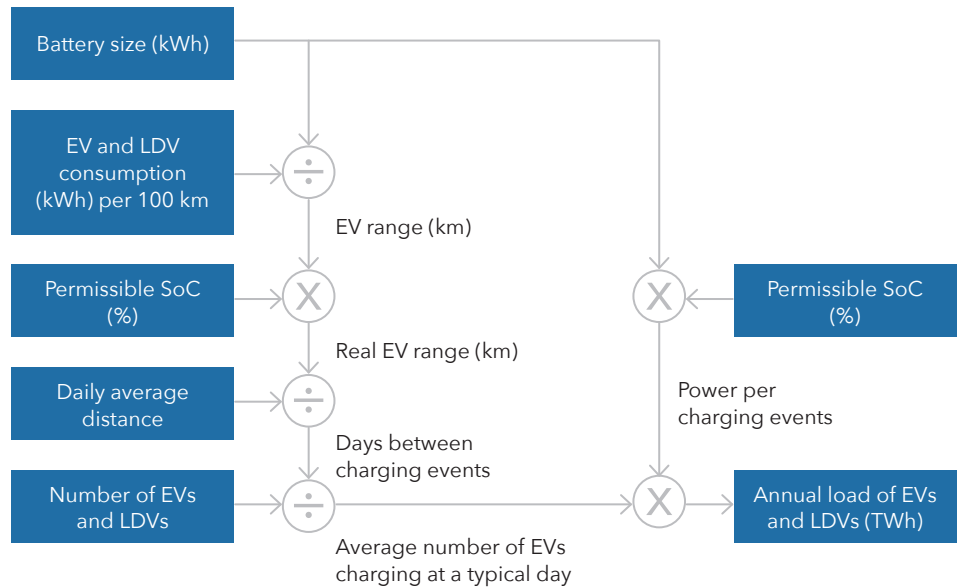 Battery size (kWh)
EV and LDV
consumption
(kWh) per 100 km
÷
EV range (km)
Permissible SoC
(%)
X
X
Permissible SoC
(%)
Real EV range (km)
Daily average
distance
÷
Power per
charging events
Days between
charging events
Number of EVs
and LDVs
÷
X
Annual load of EVs
and LDVs (TWh)
Average number of EVs
charging at a typical day